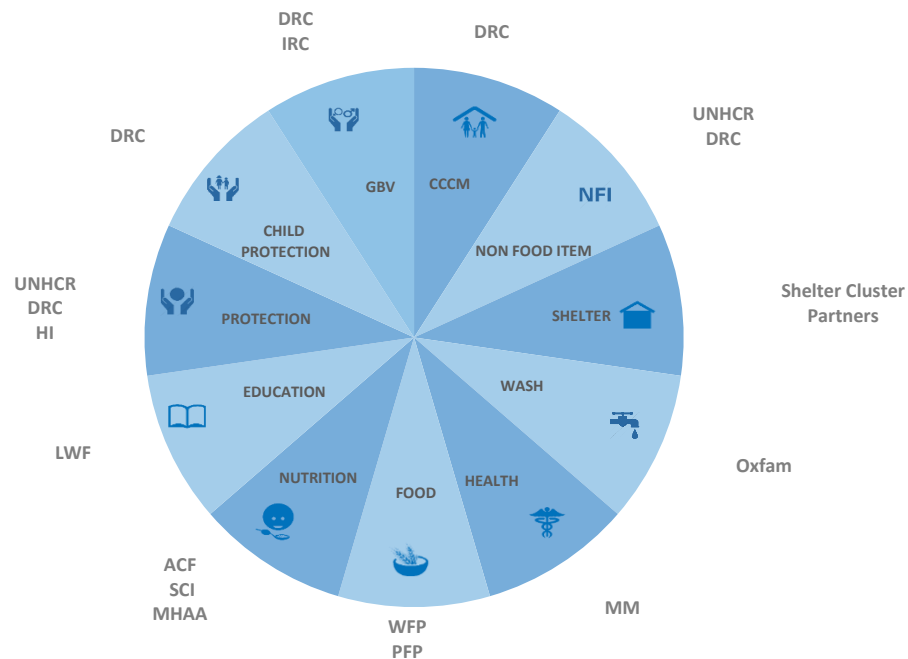 DRC
IRC
DRC
DRC
UNHCR
DRC
GBV
CCCM
NFI
CHILD
PROTECTION
NON FOOD ITEM
UNHCR
DRC
HI
PROTECTION
SHELTER
Shelter Cluster
Partners
EDUCATION
WASH
LWF
Oxfam
NUTRITION
FOOD
HEALTH
ACF
SCI
MHAA
WFP
PFP
MM